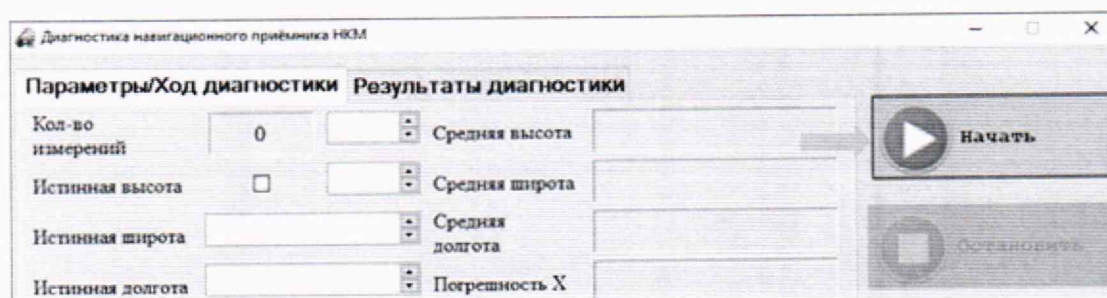 Диагностика навигационного приёмника НКМ
Параметры/Ход диагностики Результаты диагностики
Кол-во измерений 0 Средняя высота
Истинная высота Средняя широта
Истинная широта Средняя долгота
Истинная долгота Погрешность X
Начать
Остановить